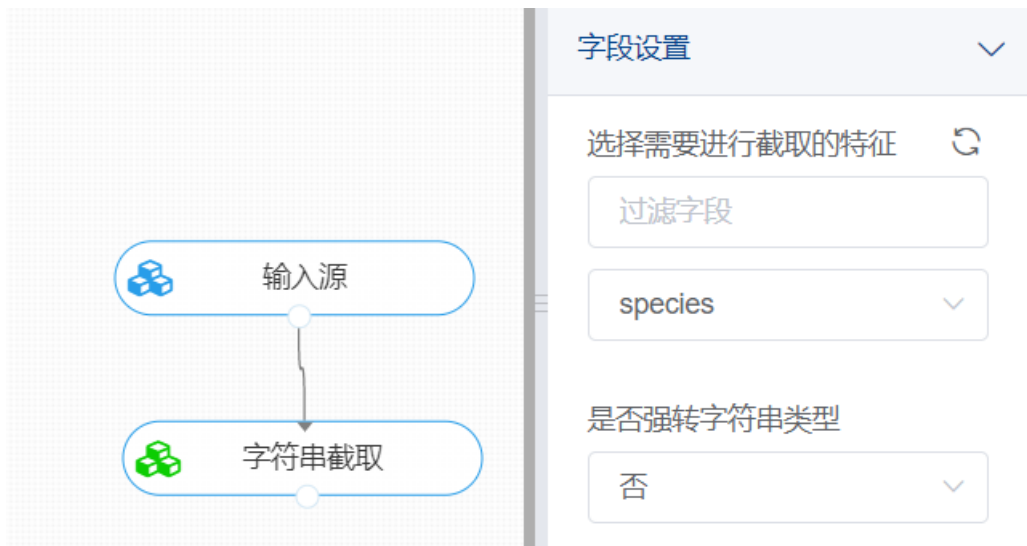 输入源
字符串截取
字段设置
选择需要进行截取的特征
过滤字段
species
是否强转字符串类型
否